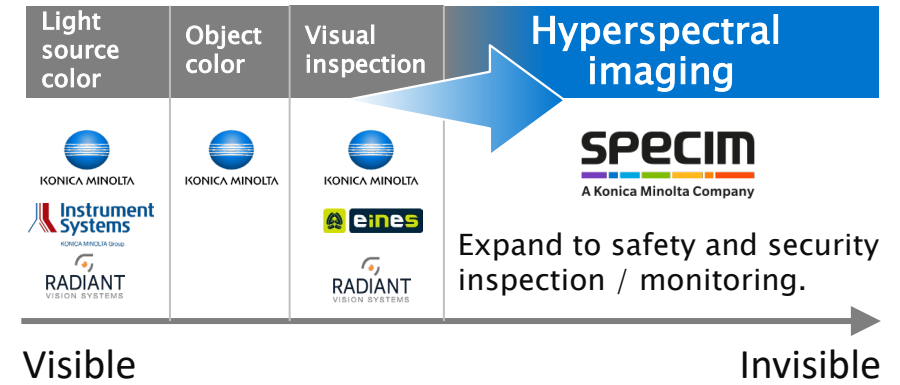 Light
source
color
Object
color
Visual
inspection
Hyperspectral
imaging
KONICA MINOLTA
Instrument
Systems
KONICA MINOLTA Group
RADIANT
VISION SYSTEMS
KONICA MINOLTA
KONICA MINOLTA
eines
RADIANT
VISION SYSTEMS
SPECIM
A Konica Minolta Company
Expand to safety and security
inspection / monitoring.
Visible
Invisible